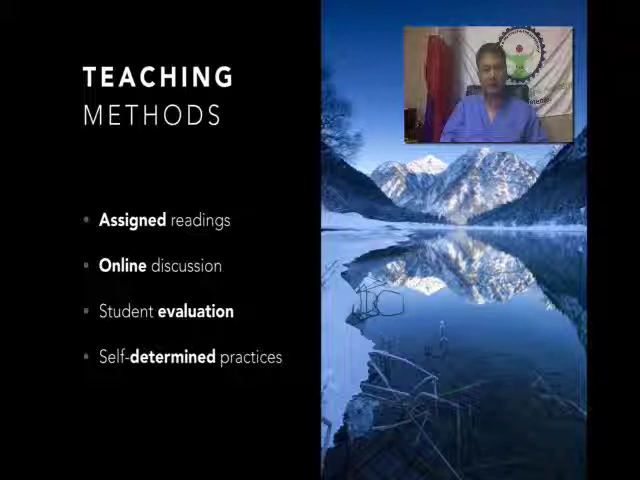 TEACHING
METHODS
Assigned readings
Online discussion
Student evaluation
Self-determined practices